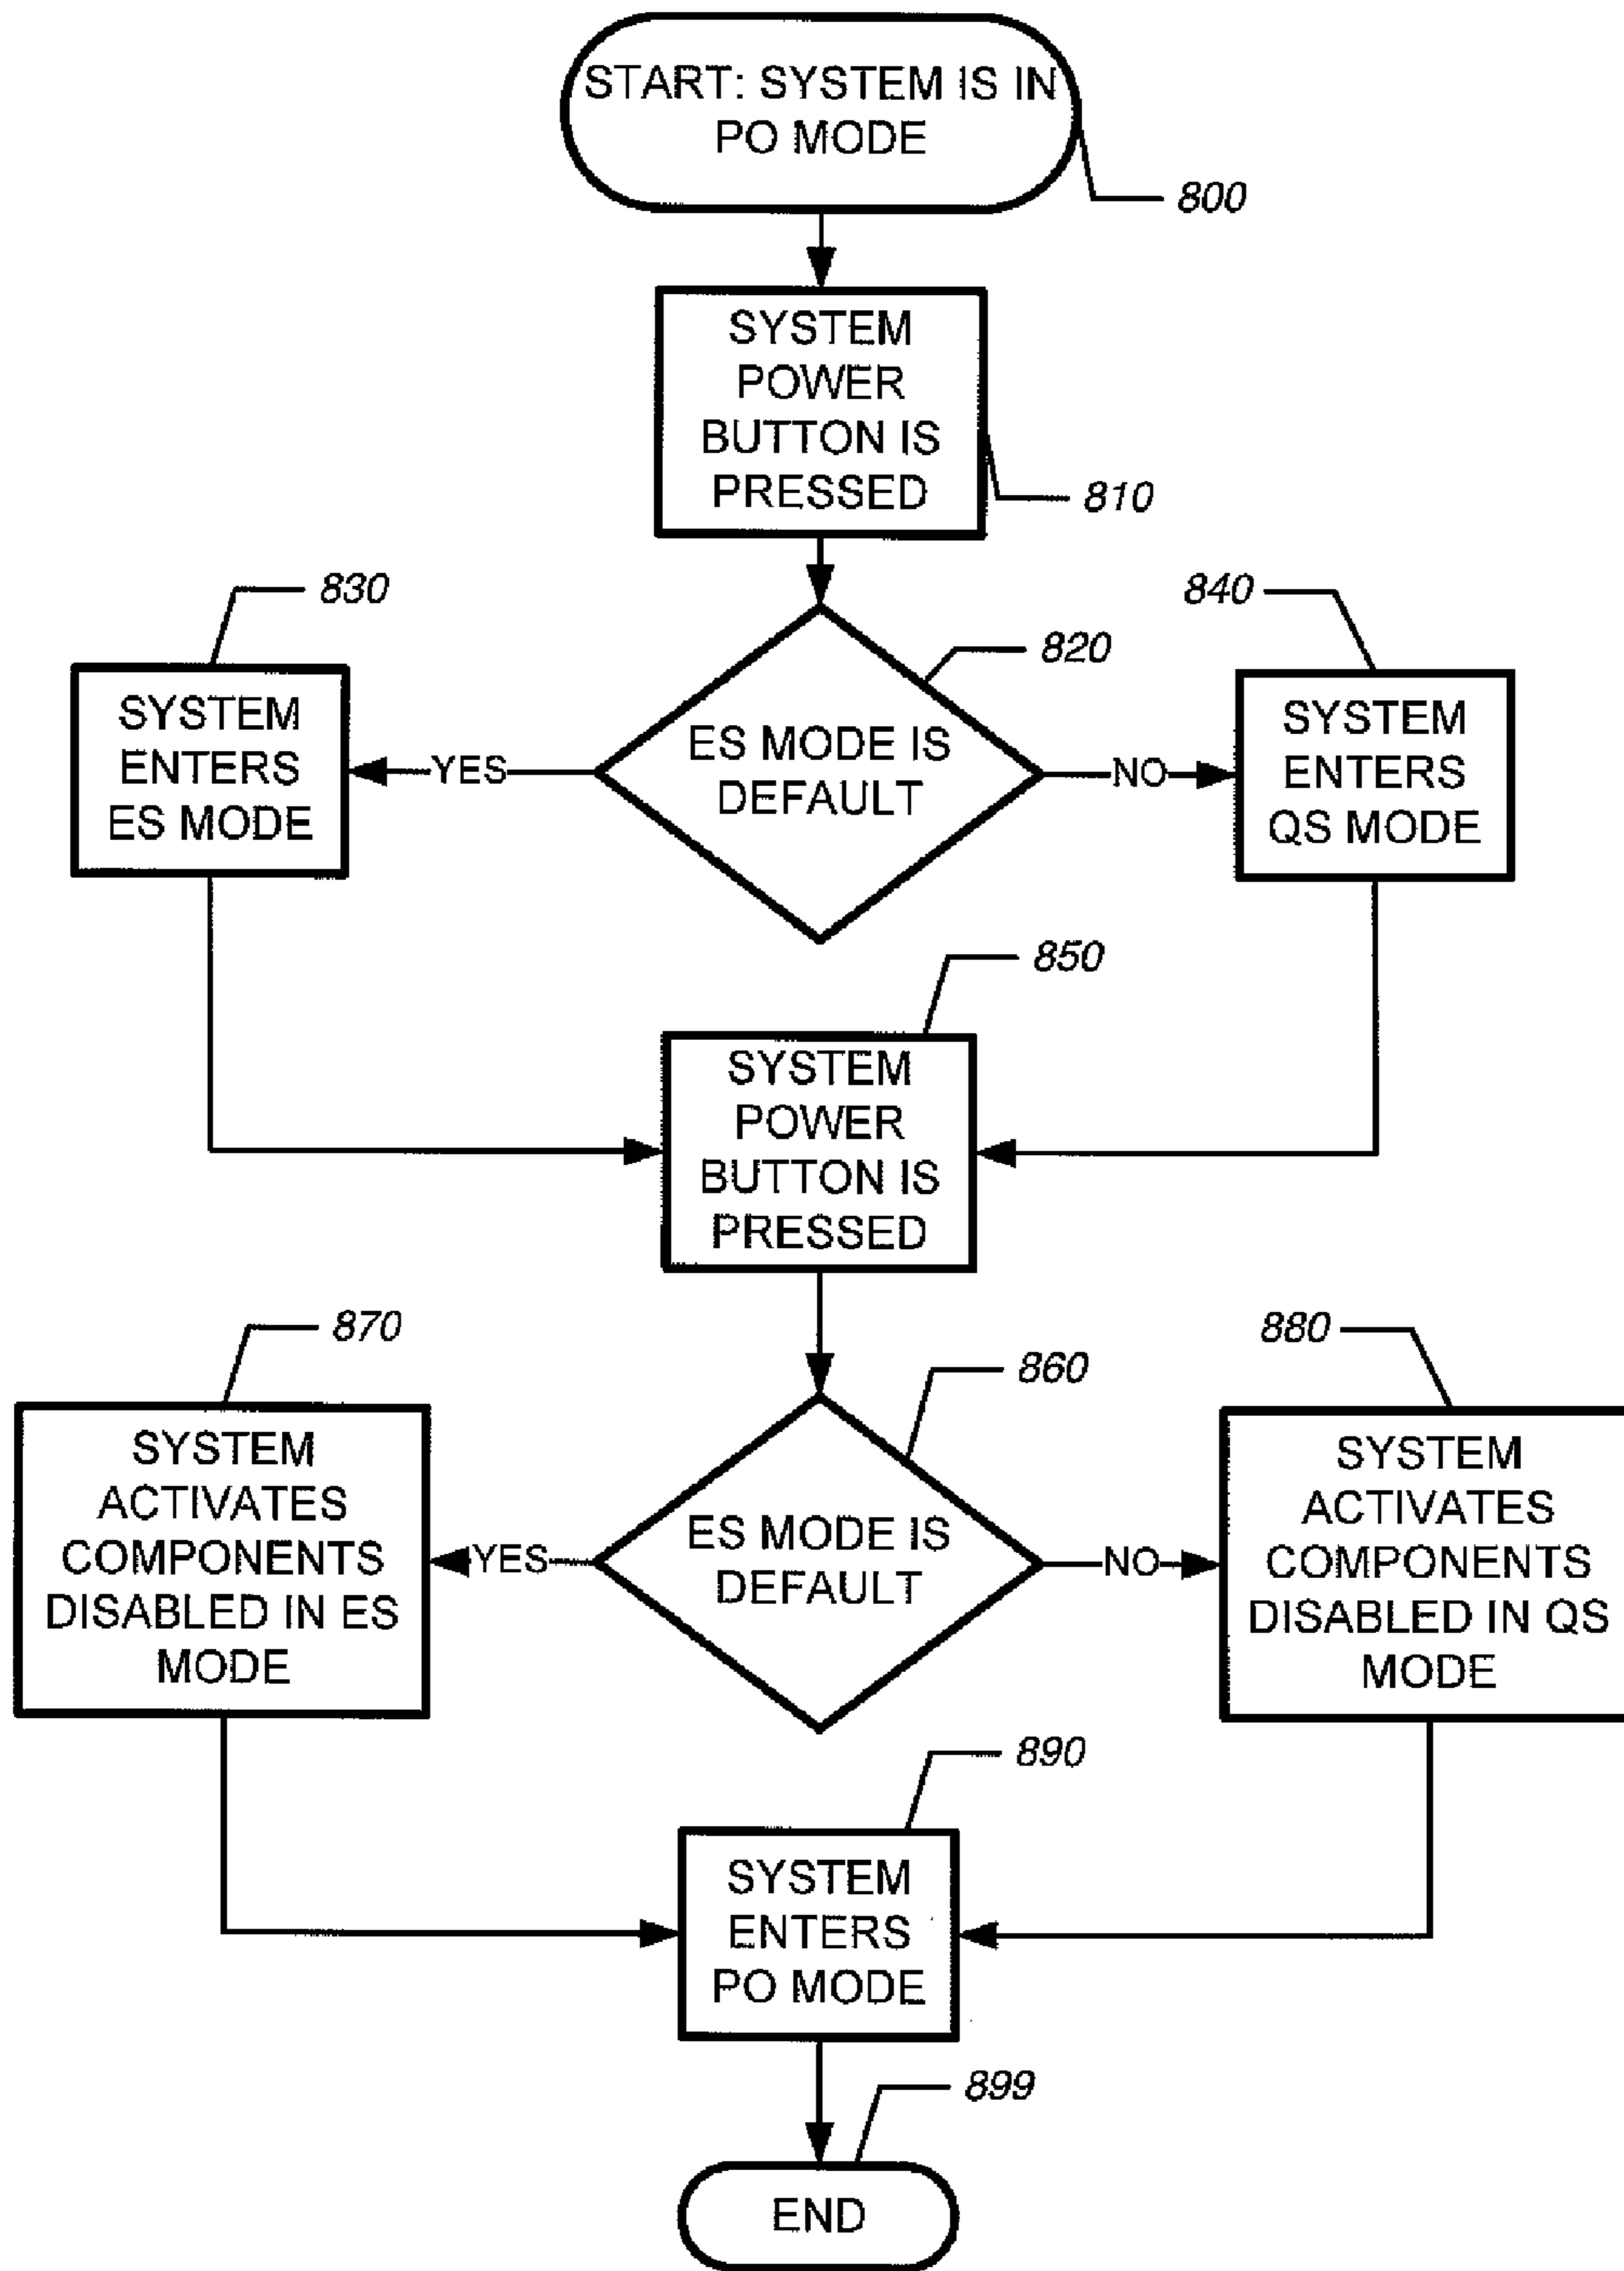 START: SYSTEM IS IN
PO MODE
800
SYSTEM
POWER
BUTTON IS
PRESSED
810
830
840
820
SYSTEM
ENTERS
ES MODE
YES
ES MODE IS
DEFAULT
NO
SYSTEM
ENTERS
QS MODE
850
SYSTEM
POWER
BUTTON IS
PRESSED
870
880
860
SYSTEM
ACTIVATES
COMPONENTS
DISABLED IN ES
MODE
YES
ES MODE IS
DEFAULT
NO
SYSTEM
ACTIVATES
COMPONENTS
DISABLED IN QS
MODE
890
SYSTEM
ENTERS
PO MODE
899
END